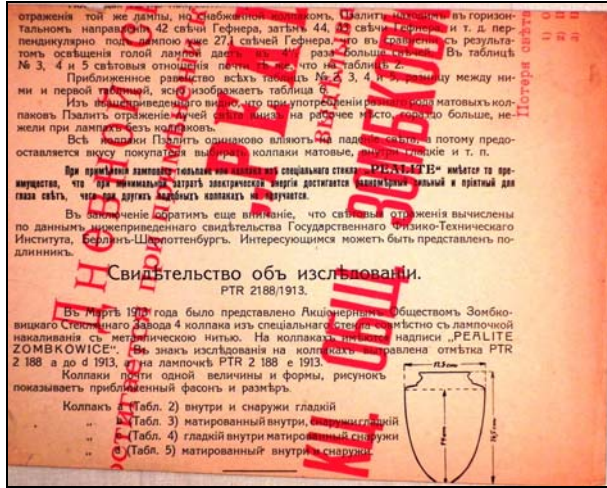 отраженія той же лампы, но снабженной колпакомъ, Пзалитъ находимъ въ горизон-
тальномъ направленіи 42 свѣчи Гефнера, затѣмъ 44, свѣчи Гефнера и т. д. пер-
пендикулярно подъ лампою уже 27,1 свѣчей Гефнера, что въ сравненіи съ результа-
томъ освѣщенія голой лампой даетъ въ раза больше свѣчей. Въ таблицѣ
№ 3, 4 и 5 свѣтовыя отношенія почти тѣ же, что на таблицѣ 2.
Приближенное равенство всѣхъ таблицъ № 2, 3, 4 и 5, разницу между ни-
ми и первой таблицей, ясно изображаетъ таблица 6.
Изъ вышеприведеннаго видно, что при употребленіи разнаго рода матовыхъ кол-
паковъ Пзалитъ отраженіе лучей свѣта внизъ на рабочее мѣсто, гораздо больше, не-
жели при лампахъ безъ колпаковъ.
Всѣ колпаки Пзалитъ одинаково вліяютъ на паденіе свѣта, а потому предо-
оставляется вкусу покупателя выбирать колпаки матовые, внутри гладкіе и т. п.
При примѣненіи ламповыхъ тюльпановъ или колпаковъ изъ спеціальнаго стекла „PEALITE" имѣется то пре-
имущество, что при минимальной затратѣ электрической энергіи достигается равномѣрный сильный и пріятный для
глаза свѣтъ, чего при другихъ подобныхъ колпакахъ не получается.
Въ заключеніе обратимъ еще вниманіе, что свѣтовыя отраженія вычислены
по даннымъ нижеприведеннаго свидѣтельства Государственнаго Физико-Техническаго
Института, Берлинъ-Шарлоттенбургъ. Интересующимся можетъ быть представленъ по-
длинникъ.
Свидѣтельство объ изслѣдованіи.
PTR 2188/1913.
Въ Мартѣ 1913 года было представлено Акціонернымъ Обществомъ Зомбко-
вицкаго Стекляннаго Завода 4 колпака изъ спеціальнаго стекла совмѣстно съ лампочкой
накаливанія съ металлическою нитью. На колпакахъ имѣются надписи „PEALITE
ZOMBKOWICE". Въ знакъ изслѣдованія на колпакахъ вытравлена отмѣтка PTR
2 188 a до d 1913, на лампочкѣ PTR 2 188 e 1913.
Колпаки почти одной величины и формы, рисунокъ
показываетъ приближенный фасонъ и размѣръ.
Колпакъ a (Табл. 2) внутри и снаружи гладкій
„ (Табл. 3) матированный внутри, снаружи гладкій
„ (Табл. 4) гладкій внутри матированный снаружи
„ (Табл. 5) матированный внутри и снаружи.
Потеря свѣта
1)
2)